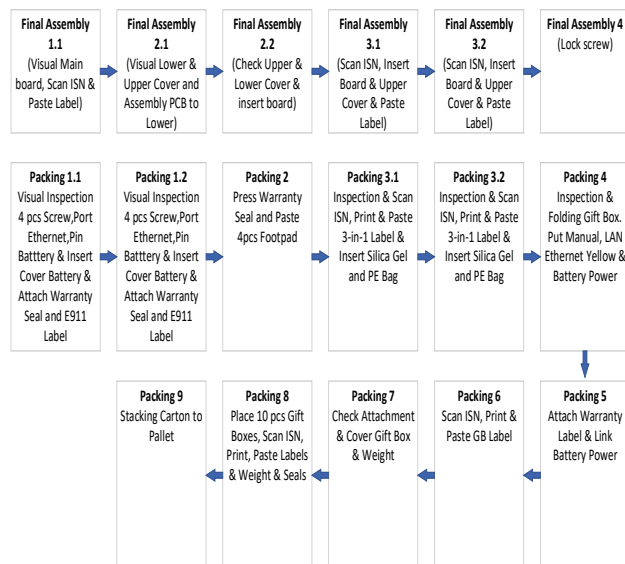 Final Assembly
1.1
(Visual Main
board, Scan ISN &
Paste Label)
Final Assembly
2.1
(Visual Lower &
Upper Cover and
Assembly PCB to
Lower)
Final Assembly
2.2
(Check Upper &
Lower Cover &
insert board)
Final Assembly
3.1
(Scan ISN, Insert
Board & Upper
Cover & Paste
Label)
Final Assembly
3.2
(Scan ISN, Insert
Board & Upper
Cover & Paste
Label)
Final Assembly 4
(Lock screw)
Packing 1.1
Visual Inspection
4 pcs Screw,Port
Ethernet,Pin
Batttery & Insert
Cover Battery &
Attach Warranty
Seal and E911
Label
Packing 1.2
Visual Inspection
4 pcs Screw,Port
Ethernet,Pin
Batttery & Insert
Cover Battery &
Attach Warranty
Seal and E911
Label
Packing 2
Press Warranty
Seal and Paste
4pcs Footpad
Packing 3.1
Inspection & Scan
ISN, Print & Paste
3-in-1 Label &
Insert Silica Gel
and PE Bag
Packing 3.2
Inspection & Scan
ISN, Print & Paste
3-in-1 Label &
Insert Silica Gel
and PE Bag
Packing 4
Inspection &
Folding Gift Box.
Put Manual, LAN
Ethernet Yellow &
Battery Power
Packing 9
Stacking Carton to
Pallet
Packing 8
Place 10 pcs Gift
Boxes, Scan ISN,
Print, Paste Labels
& Weight & Seals
Packing 7
Check Attachment
& Cover Gift Box
& Weight
Packing 6
Scan ISN, Print &
Paste GB Label
Packing 5
Attach Warranty
Label & Link
Battery Power